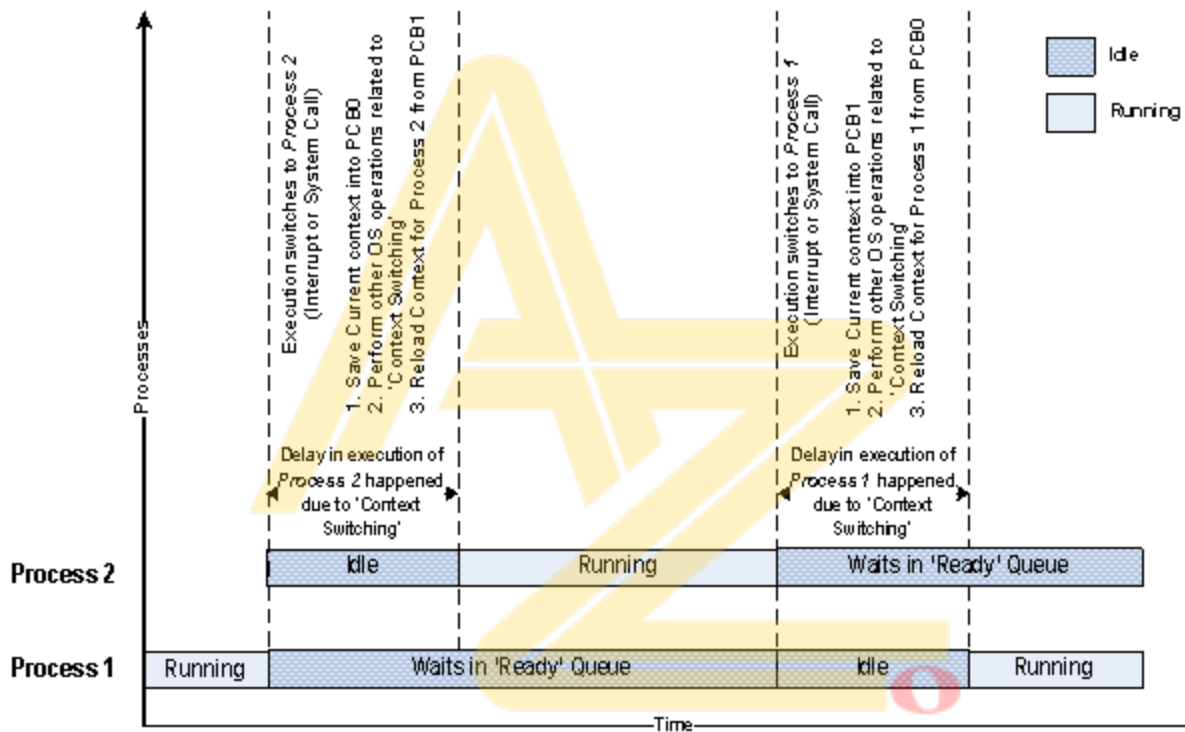 Idle
Running
Execution switches to Process 2
(Interrupt or System Call)
1. Save Current context into PCB0
2. Perform other OS operations related to
'Context Switching'
3. Reload Context for Process 2 from PCB1
Execution switches to Process 1
(Interrupt or System Call)
1. Save Current context into PCB1
2. Perform other OS operations related to
'Context Switching'
3. Reload Context for Process 1 from PCB0
Processes
Delay in execution of
Process 2 happened
due to 'Context
Switching'
Delay in execution of
Process 1 happened
due to 'Context
Switching'
Process 2
Idle
Running
Waits in 'Ready' Queue
Process 1
Running
Waits in 'Ready' Queue
Idle
Running
Time
AZ
O